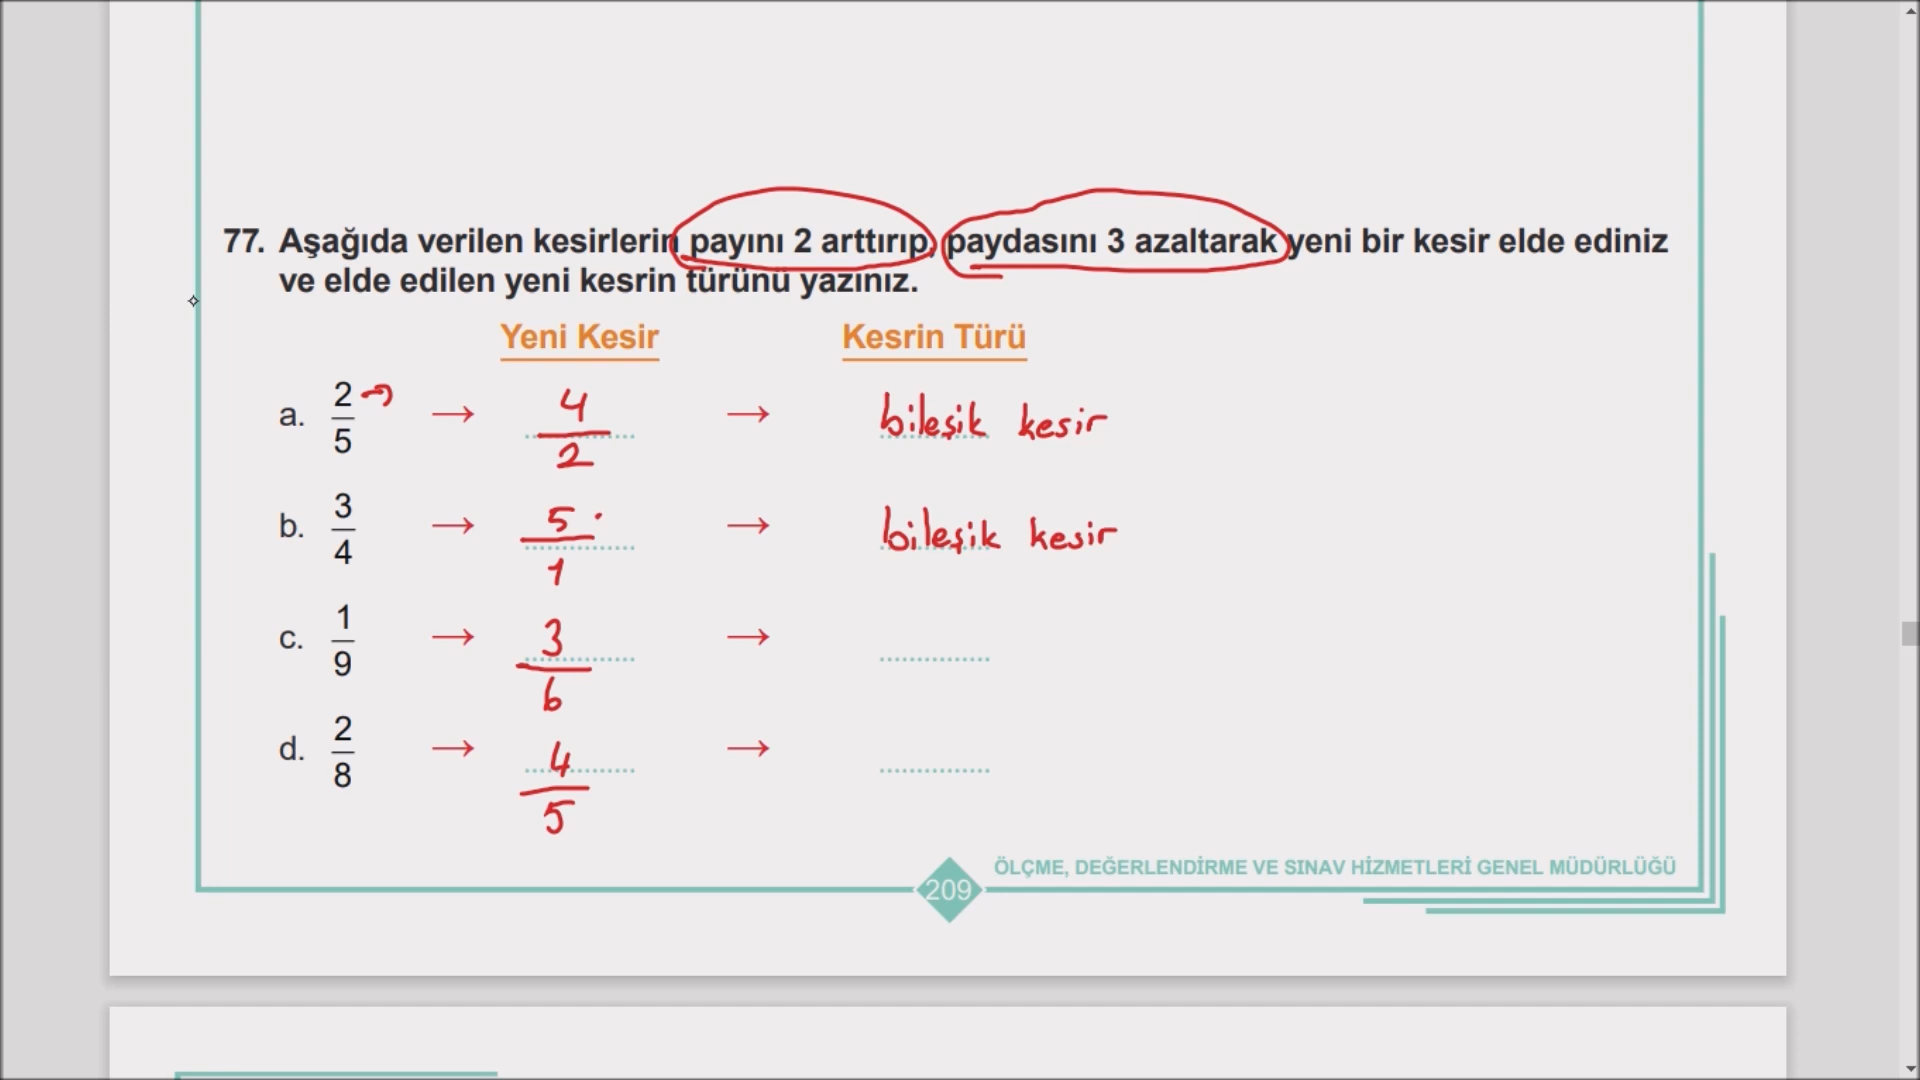 77. Aşağıda verilen kesirlerin payını 2 arttırıp, paydasını 3 azaltarak yeni bir kesir elde ediniz
ve elde edilen yeni kesrin türünü yazınız.
Yeni Kesir Kesrin Türü
a. 2/5 → 4/2 → bileşik kesir
b. 3/4 → 5/1 → bileşik kesir
c. 1/9 → 3/6 → ..............
d. 2/8 → 4/5 → ..............
ÖLÇME, DEĞERLENDİRME VE SINAV HİZMETLERİ GENEL MÜDÜRLÜĞÜ
209